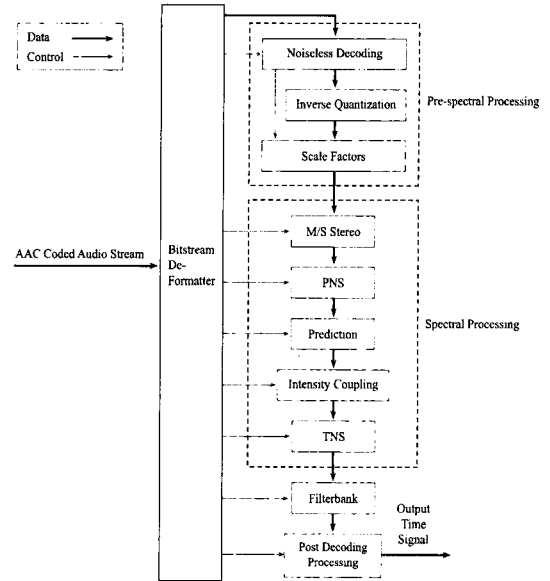 Data
Control
Noiseless Decoding
Inverse Quantization
Pre-spectral Processing
Scale Factors
M/S Stereo
AAC Coded Audio Stream
Bitstream
De-
Formatter
PNS
Prediction
Spectral Processing
Intensity Coupling
TNS
Filterbank
Output
Time
Signal
Post Decoding
Processing